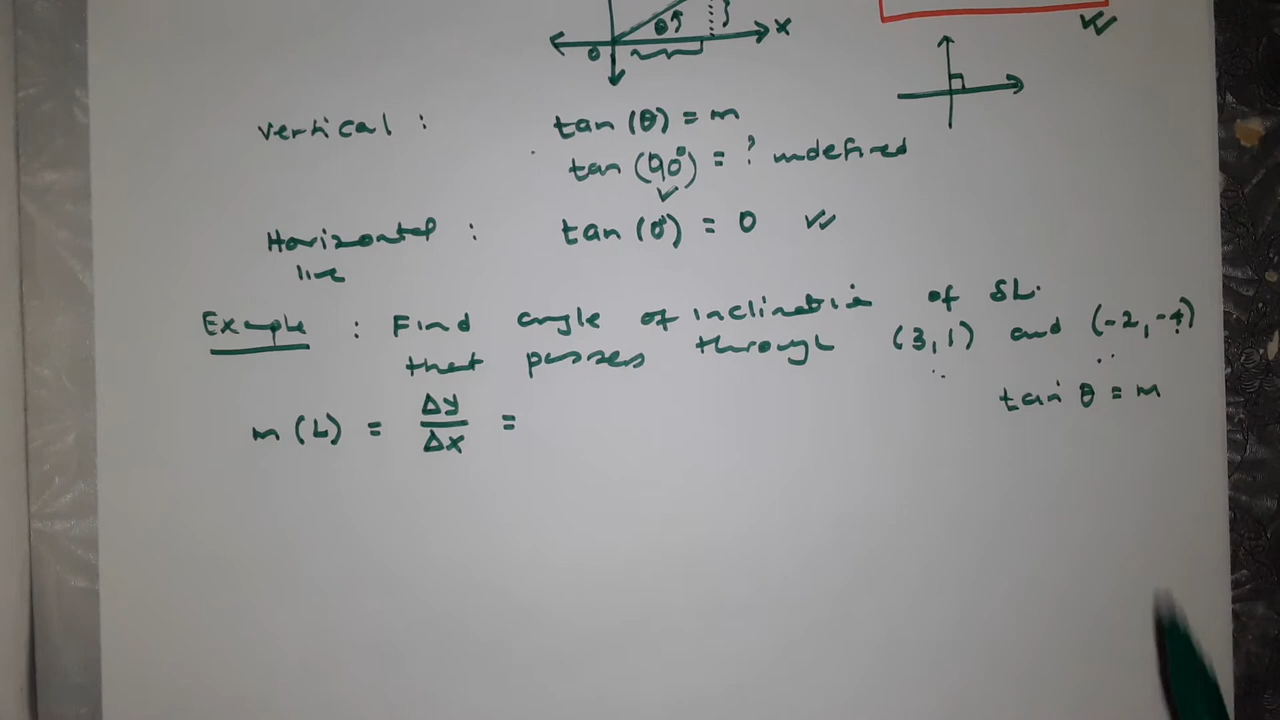 θ
x
0
Vertical : tan (θ) = m
tan (90°) = ? undefined
Horizontal : tan (0°) = 0
line
Example : Find angle of inclination of SL.
that passes through (3,1) and (-2,-4)
tan θ = m
m (L) = Δy/Δx =